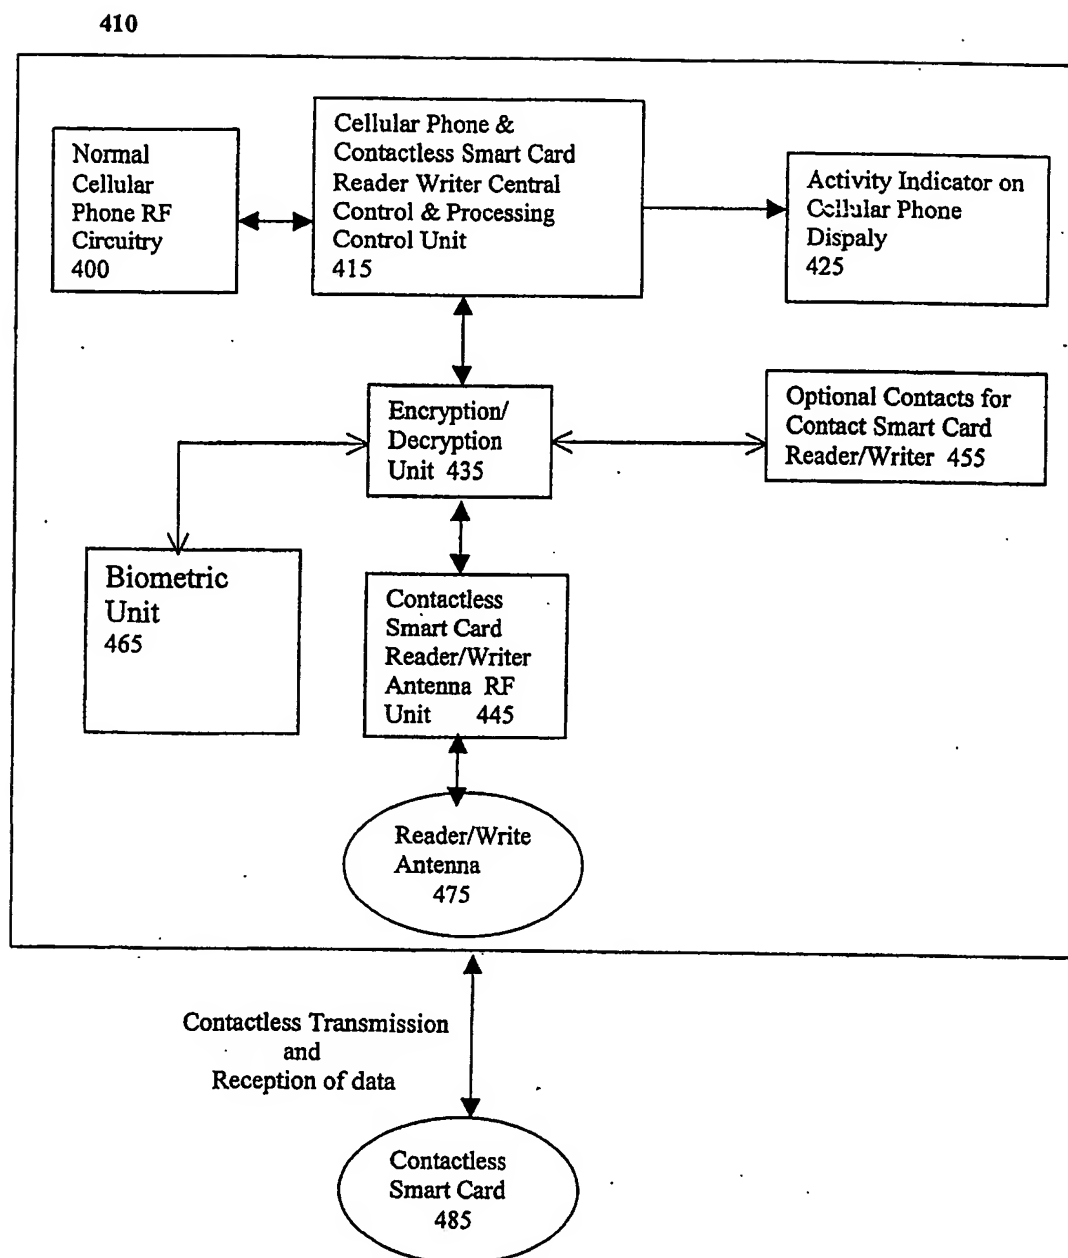 410
Normal
Cellular
Phone RF
Circuitry
400
Cellular Phone &
Contactless Smart Card
Reader Writer Central
Control & Processing
Control Unit
415
Activity Indicator on
Cellular Phone
Dispaly
425
Encryption/
Decryption
Unit 435
Optional Contacts for
Contact Smart Card
Reader/Writer 455
Biometric
Unit
465
Contactless
Smart Card
Reader/Writer
Antenna RF
Unit 445
Reader/Write
Antenna
475
Contactless Transmission
and
Reception of data
Contactless
Smart Card
485